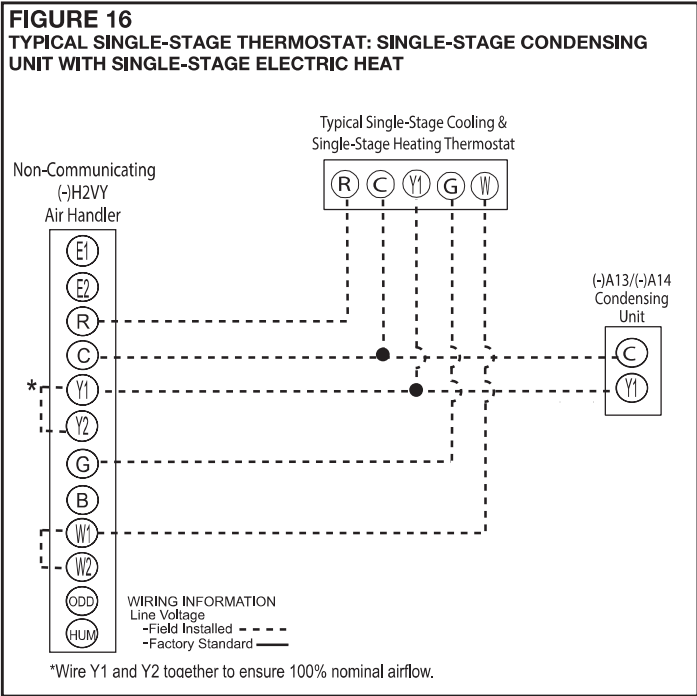 FIGURE 16
TYPICAL SINGLE-STAGE THERMOSTAT: SINGLE-STAGE CONDENSING
UNIT WITH SINGLE-STAGE ELECTRIC HEAT
Typical Single-Stage Cooling &
Single-Stage Heating Thermostat
R C Y1 G W
Non-Communicating
(-)H2VY
Air Handler
E1
E2
R
C
*
Y1
Y2
G
B
W1
W2
ODD
HUM
(-)A13/(-)A14
Condensing
Unit
C
Y1
WIRING INFORMATION
Line Voltage
-Field Installed
-Factory Standard
*Wire Y1 and Y2 together to ensure 100% nominal airflow.